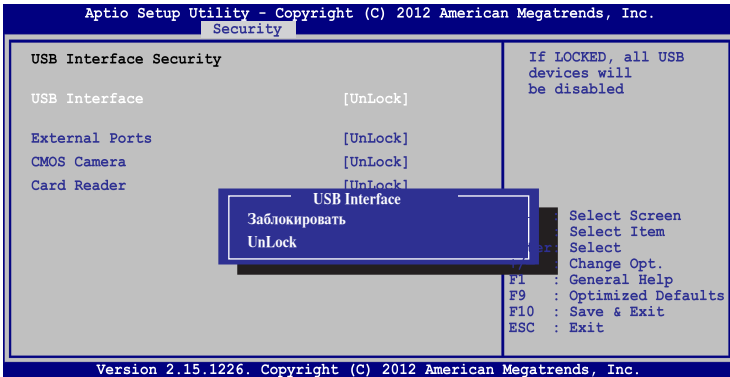 Aptio Setup Utility - Copyright (C) 2012 American Megatrends, Inc.
Security
USB Interface Security
USB Interface [UnLock]
External Ports [UnLock]
CMOS Camera [UnLock]
Card Reader [UnLock]
USB Interface
Заблокировать
UnLock
If LOCKED, all USB
devices will
be disabled
: Select Screen
: Select Item
: Select
: Change Opt.
F1 : General Help
F9 : Optimized Defaults
F10 : Save & Exit
ESC : Exit
Version 2.15.1226. Copyright (C) 2012 American Megatrends, Inc.